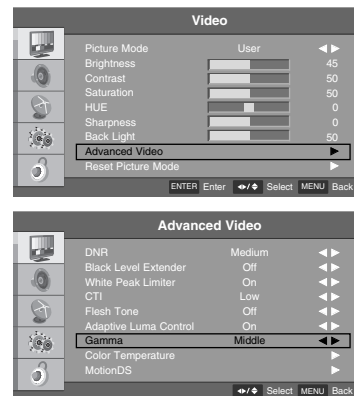 Video
Picture Mode User
Brightness 45
Contrast 50
Saturation 50
HUE 0
Sharpness 0
Back Light 50
Advanced Video
Reset Picture Mode
ENTER Enter Select MENU Back
Advanced Video
DNR Medium
Black Level Extender Off
White Peak Limiter On
CTI Low
Flesh Tone Off
Adaptive Luma Control On
Gamma Middle
Color Temperature
MotionDS
Select MENU Back